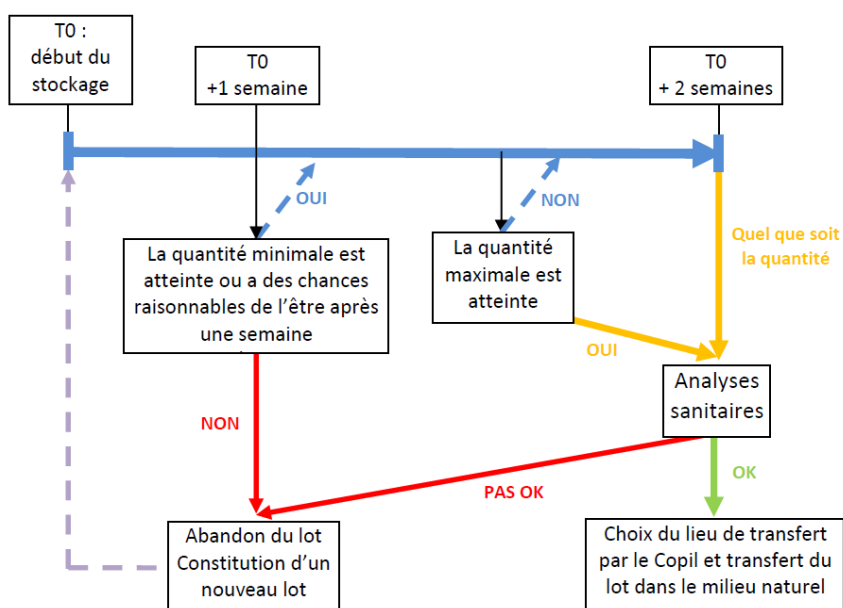 T0 :
début du
stockage
T0
+1 semaine
T0
+ 2 semaines
OUI
NON
Quel que soit
la quantité
La quantité minimale est
atteinte ou a des chances
raisonnables de l’être après
une semaine
La quantité
maximale est
atteinte
OUI
Analyses
sanitaires
NON
PAS OK
OK
Abandon du lot
Constitution d’un
nouveau lot
Choix du lieu de transfert
par le Copil et transfert du
lot dans le milieu naturel